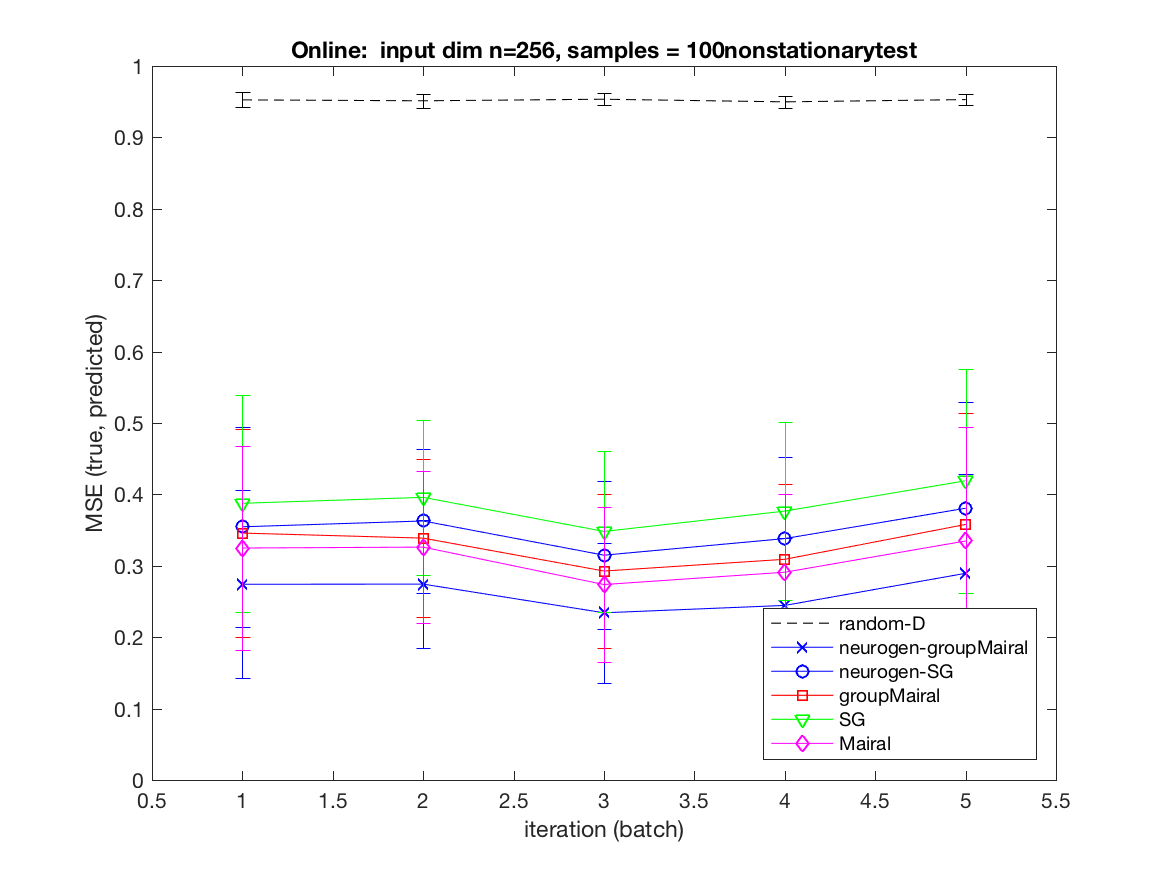 Online:  input dim n=256, samples = 100nonstationarytest
1
0.9
0.8
0.7
0.6
0.5
0.4
0.3
0.2
0.1
0
MSE (true, predicted)
random-D
neurogen-groupMairal
neurogen-SG
groupMairal
SG
Mairal
0.5 1 1.5 2 2.5 3 3.5 4 4.5 5 5.5
iteration (batch)